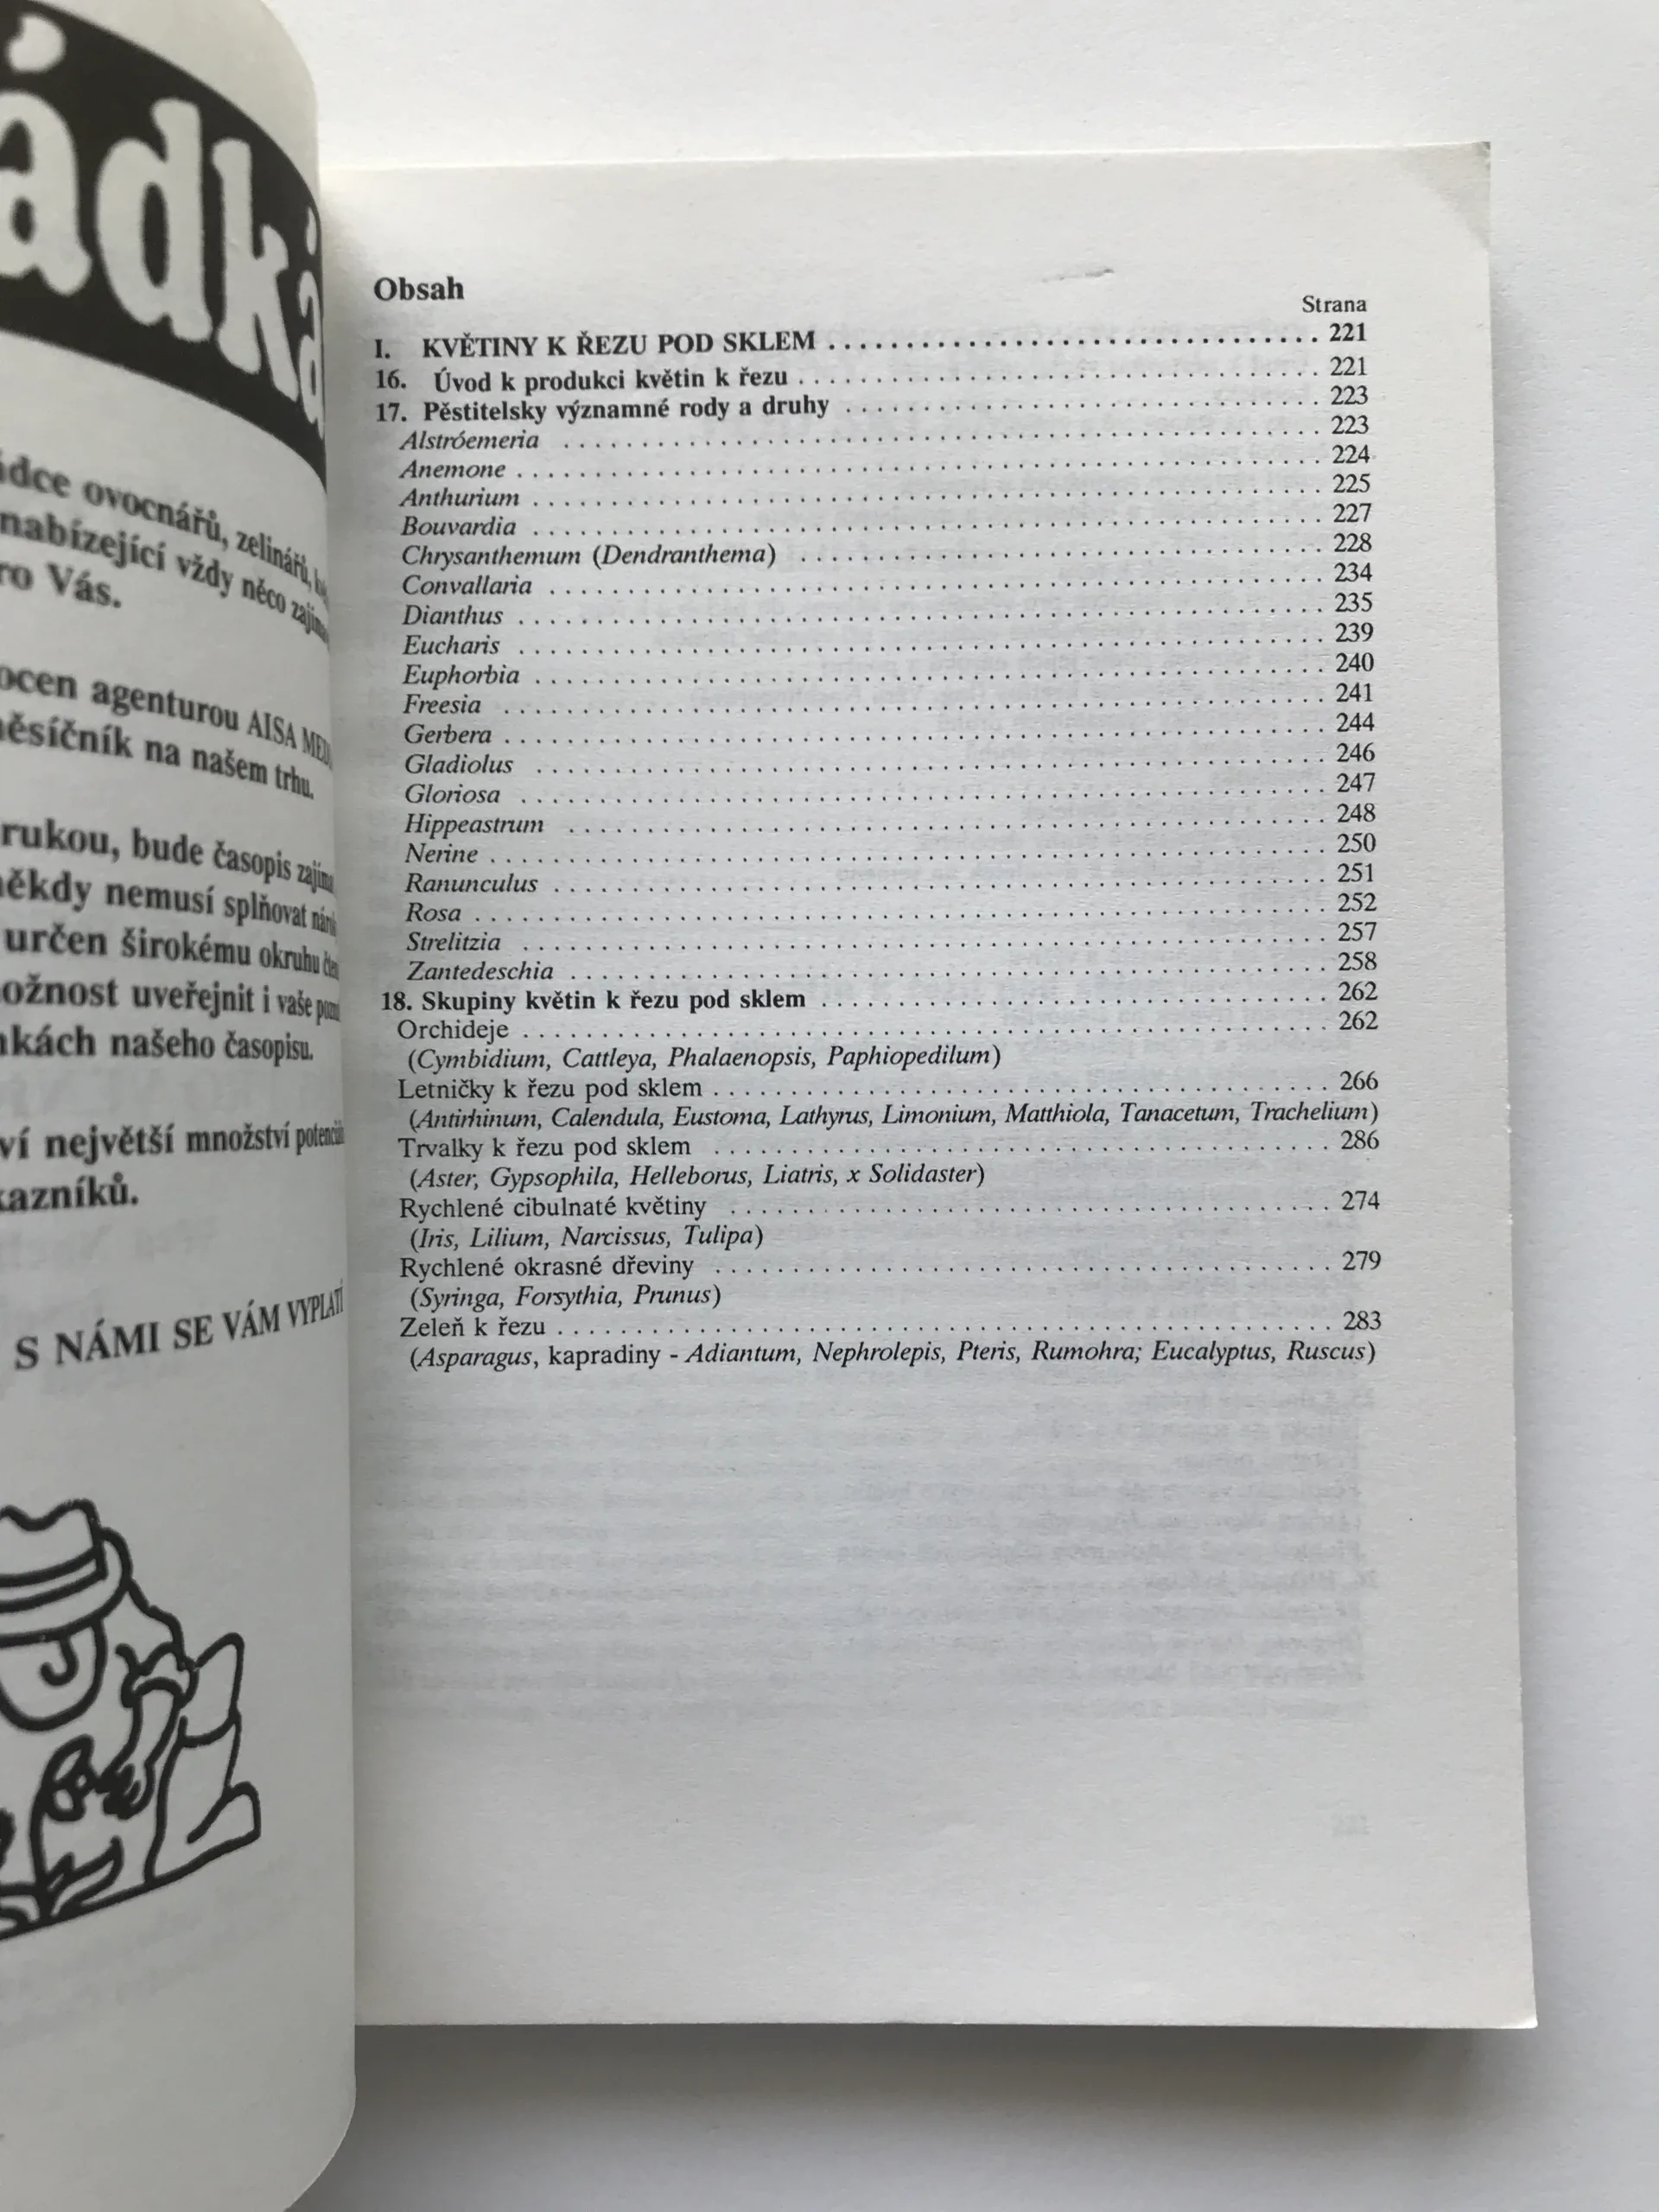 ádká
ádce ovocnářů, zelinářů,
nabízející vždy něco
ro Vás.
ocen agenturou AISA
ěsíčník na našem trhu.
rukou, bude časopis
ěkdy nemusí splňovat
určen širokému okruhu
ožnost uveřejnit i vaše
nkách našeho časopisu.
ví největší množství
kazníků.
S NÁMI SE VÁM VYPLATÍ
Obsah
Strana
I. KVĚTINY K ŘEZU POD SKLEM . . . . . . . . . . 221
16. Úvod k produkci květin k řezu . . . . . . . . . . 221
17. Pěstitelsky významné rody a druhy . . . . . . . . . . 223
Alstróemeria . . . . . . . . . . 223
Anemone . . . . . . . . . . 224
Anthurium . . . . . . . . . . 225
Bouvardia . . . . . . . . . . 227
Chrysanthemum (Dendranthema) . . . . . . . . . . 228
Convallaria . . . . . . . . . . 234
Dianthus . . . . . . . . . . 235
Eucharis . . . . . . . . . . 239
Euphorbia . . . . . . . . . . 240
Freesia . . . . . . . . . . 241
Gerbera . . . . . . . . . . 244
Gladiolus . . . . . . . . . . 246
Gloriosa . . . . . . . . . . 247
Hippeastrum . . . . . . . . . . 248
Nerine . . . . . . . . . . 250
Ranunculus . . . . . . . . . . 251
Rosa . . . . . . . . . . 252
Strelitzia . . . . . . . . . . 257
Zantedeschia . . . . . . . . . . 258
18. Skupiny květin k řezu pod sklem . . . . . . . . . . 262
Orchideje . . . . . . . . . . 262
(Cymbidium, Cattleya, Phalaenopsis, Paphiopedilum)
Letničky k řezu pod sklem . . . . . . . . . . 266
(Antirhinum, Calendula, Eustoma, Lathyrus, Limonium, Matthiola, Tanacetum, Trachelium)
Trvalky k řezu pod sklem . . . . . . . . . . 286
(Aster, Gypsophila, Helleborus, Liatris, x Solidaster)
Rychlené cibulnaté květiny . . . . . . . . . . 274
(Iris, Lilium, Narcissus, Tulipa)
Rychlené okrasné dřeviny . . . . . . . . . . 279
(Syringa, Forsythia, Prunus)
Zeleň k řezu . . . . . . . . . . 283
(Asparagus, kapradiny - Adiantum, Nephrolepis, Pteris, Rumohra; Eucalyptus, Ruscus)